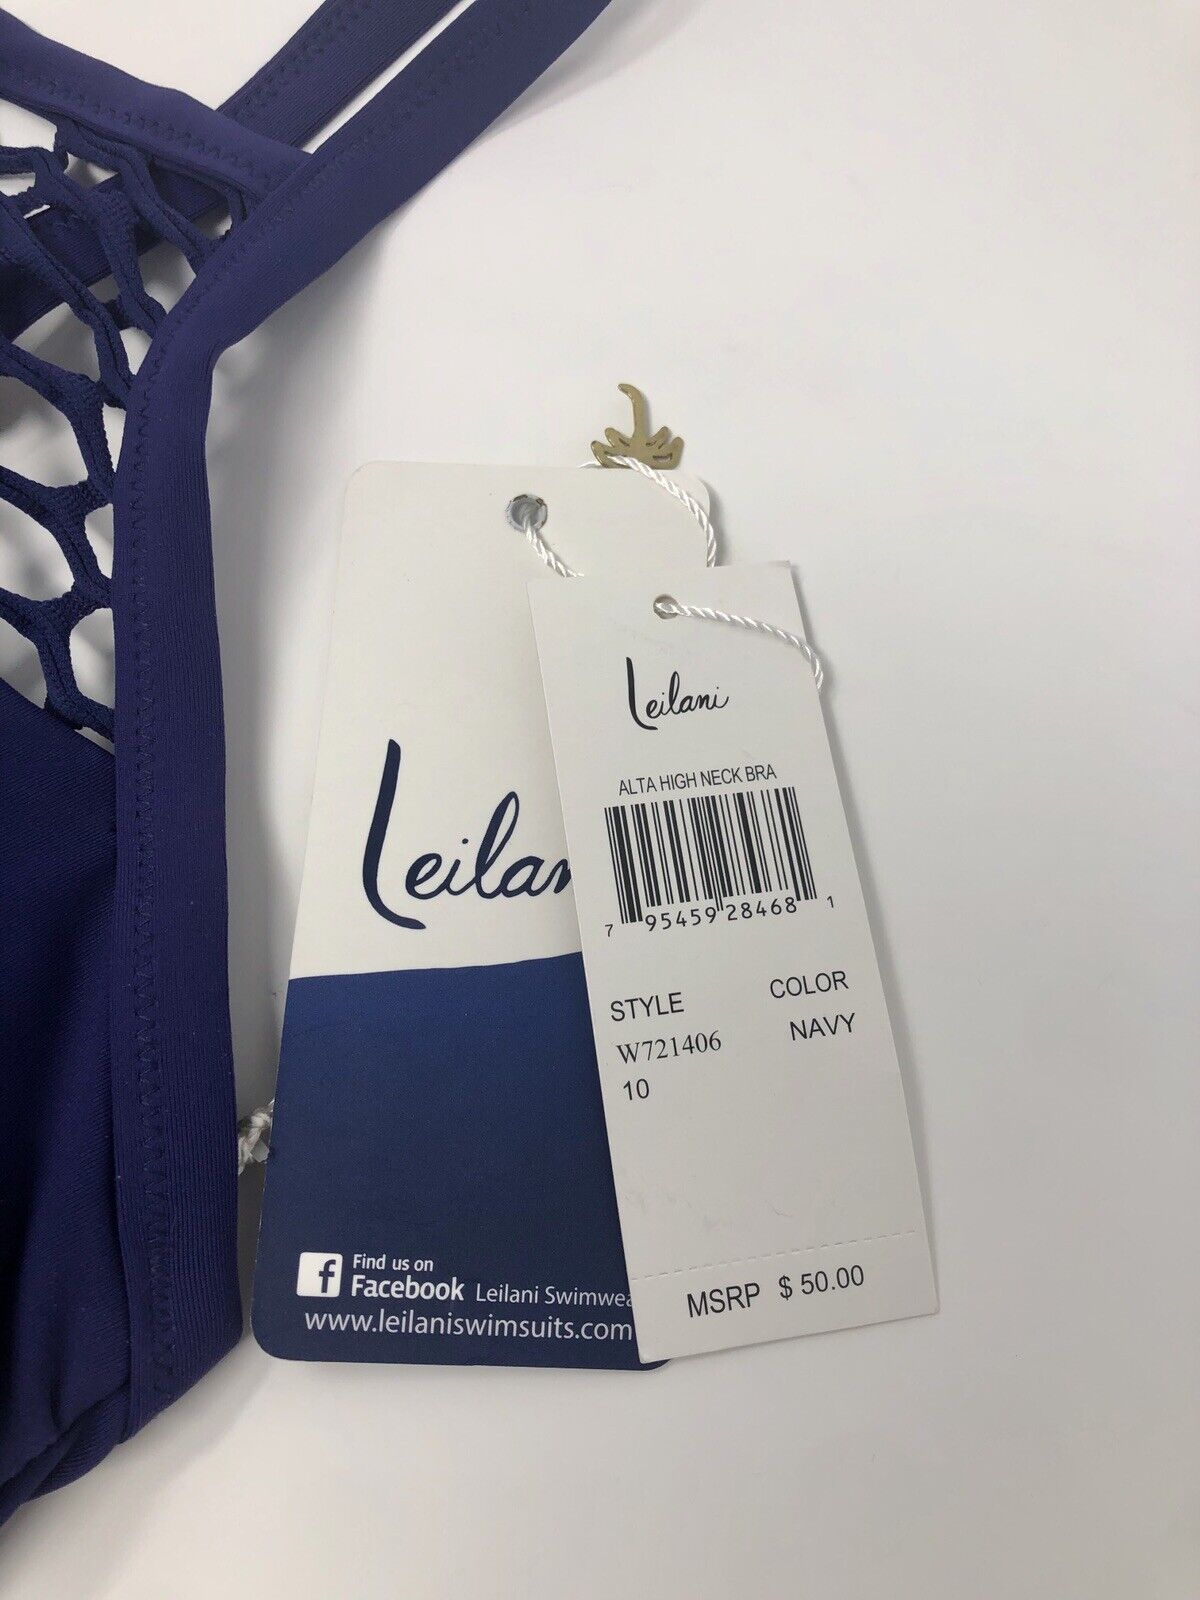 Leilani
ALTA HIGH NECK BRA
7 95459 28468 1
STYLE COLOR
W721406 NAVY
10
MSRP $ 50.00
Leilan
f Find us on
Facebook Leilani Swimwea
www.leilaniswimsuits.com